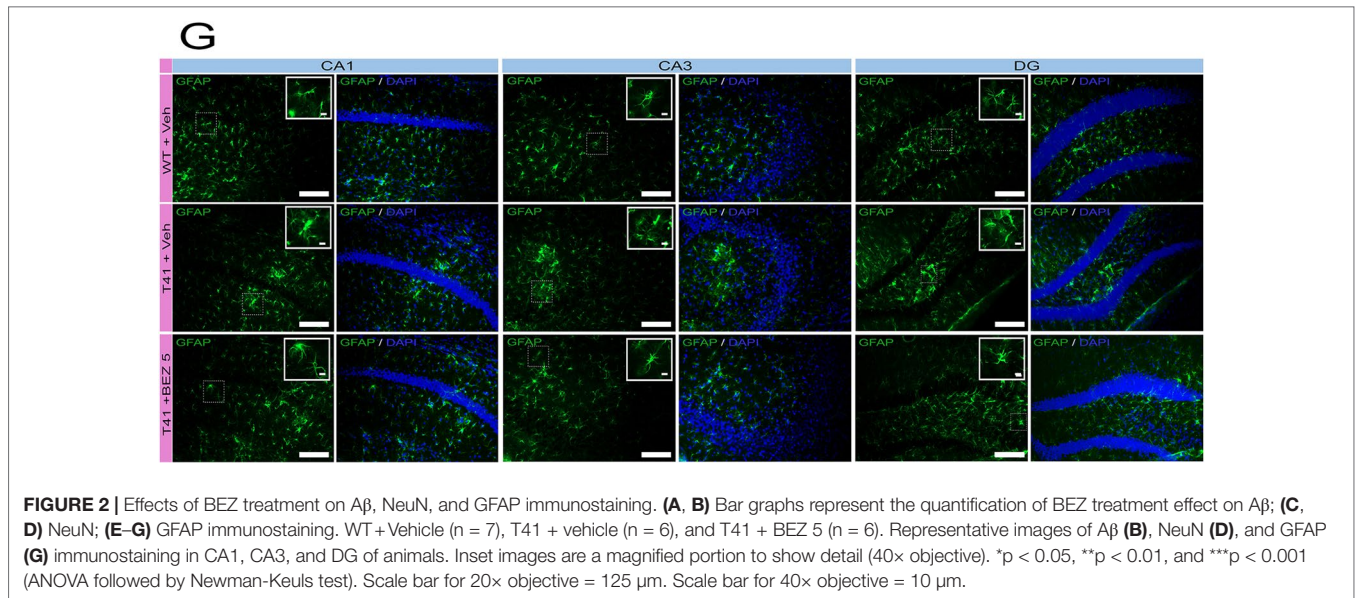 G
CA1 CA3 DG
WT + Veh
GFAP GFAP / DAPI GFAP GFAP / DAPI GFAP GFAP / DAPI
T41 + Veh
GFAP GFAP / DAPI GFAP GFAP / DAPI GFAP GFAP / DAPI
T41 +BEZ 5
GFAP GFAP / DAPI GFAP GFAP / DAPI GFAP GFAP / DAPI
FIGURE 2 | Effects of BEZ treatment on Aβ, NeuN, and GFAP immunostaining. (A, B) Bar graphs represent the quantification of BEZ treatment effect on Aβ; (C,
D) NeuN; (E–G) GFAP immunostaining. WT+Vehicle (n = 7), T41 + vehicle (n = 6), and T41 + BEZ 5 (n = 6). Representative images of Aβ (B), NeuN (D), and GFAP
(G) immunostaining in CA1, CA3, and DG of animals. Inset images are a magnified portion to show detail (40× objective). *p < 0.05, **p < 0.01, and ***p < 0.001
(ANOVA followed by Newman-Keuls test). Scale bar for 20× objective = 125 μm. Scale bar for 40× objective = 10 μm.